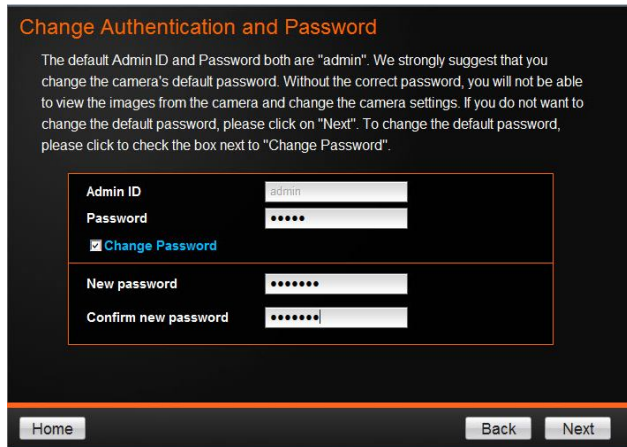 Change Authentication and Password
The default Admin ID and Password both are "admin". We strongly suggest that you
change the camera's default password. Without the correct password, you will not be able
to view the images from the camera and change the camera settings. If you do not want to
change the default password, please click on "Next". To change the default password,
please click to check the box next to "Change Password".
Admin ID admin
Password •••••
Change Password
New password •••••••
Confirm new password •••••••
Home Back Next